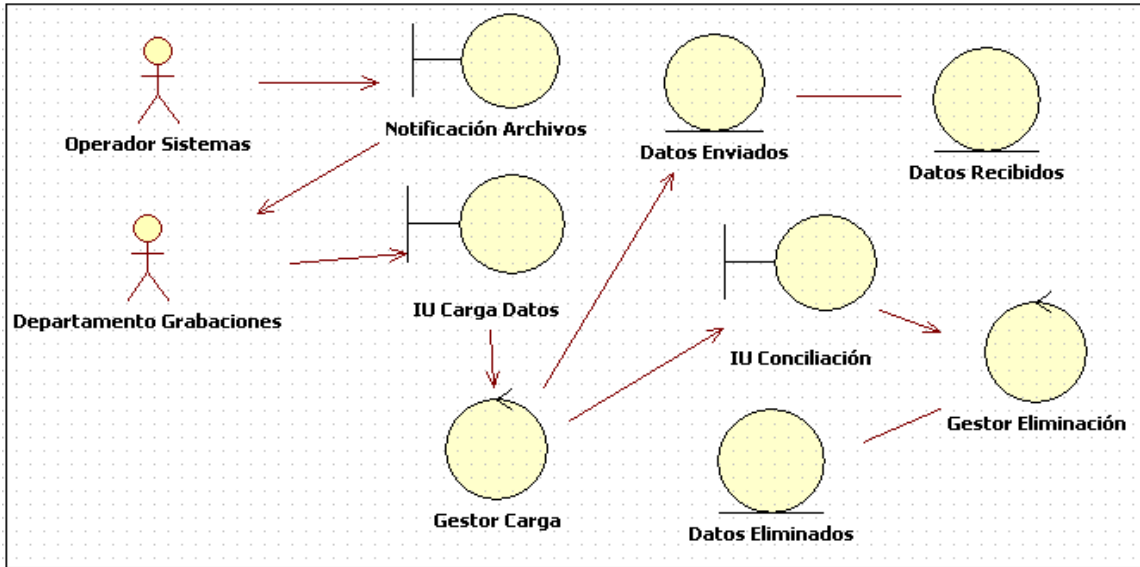 Operador Sistemas
Notificación Archivos
Datos Enviados
Datos Recibidos
Departamento Grabaciones
IU Carga Datos
IU Conciliación
Gestor Eliminación
Gestor Carga
Datos Eliminados